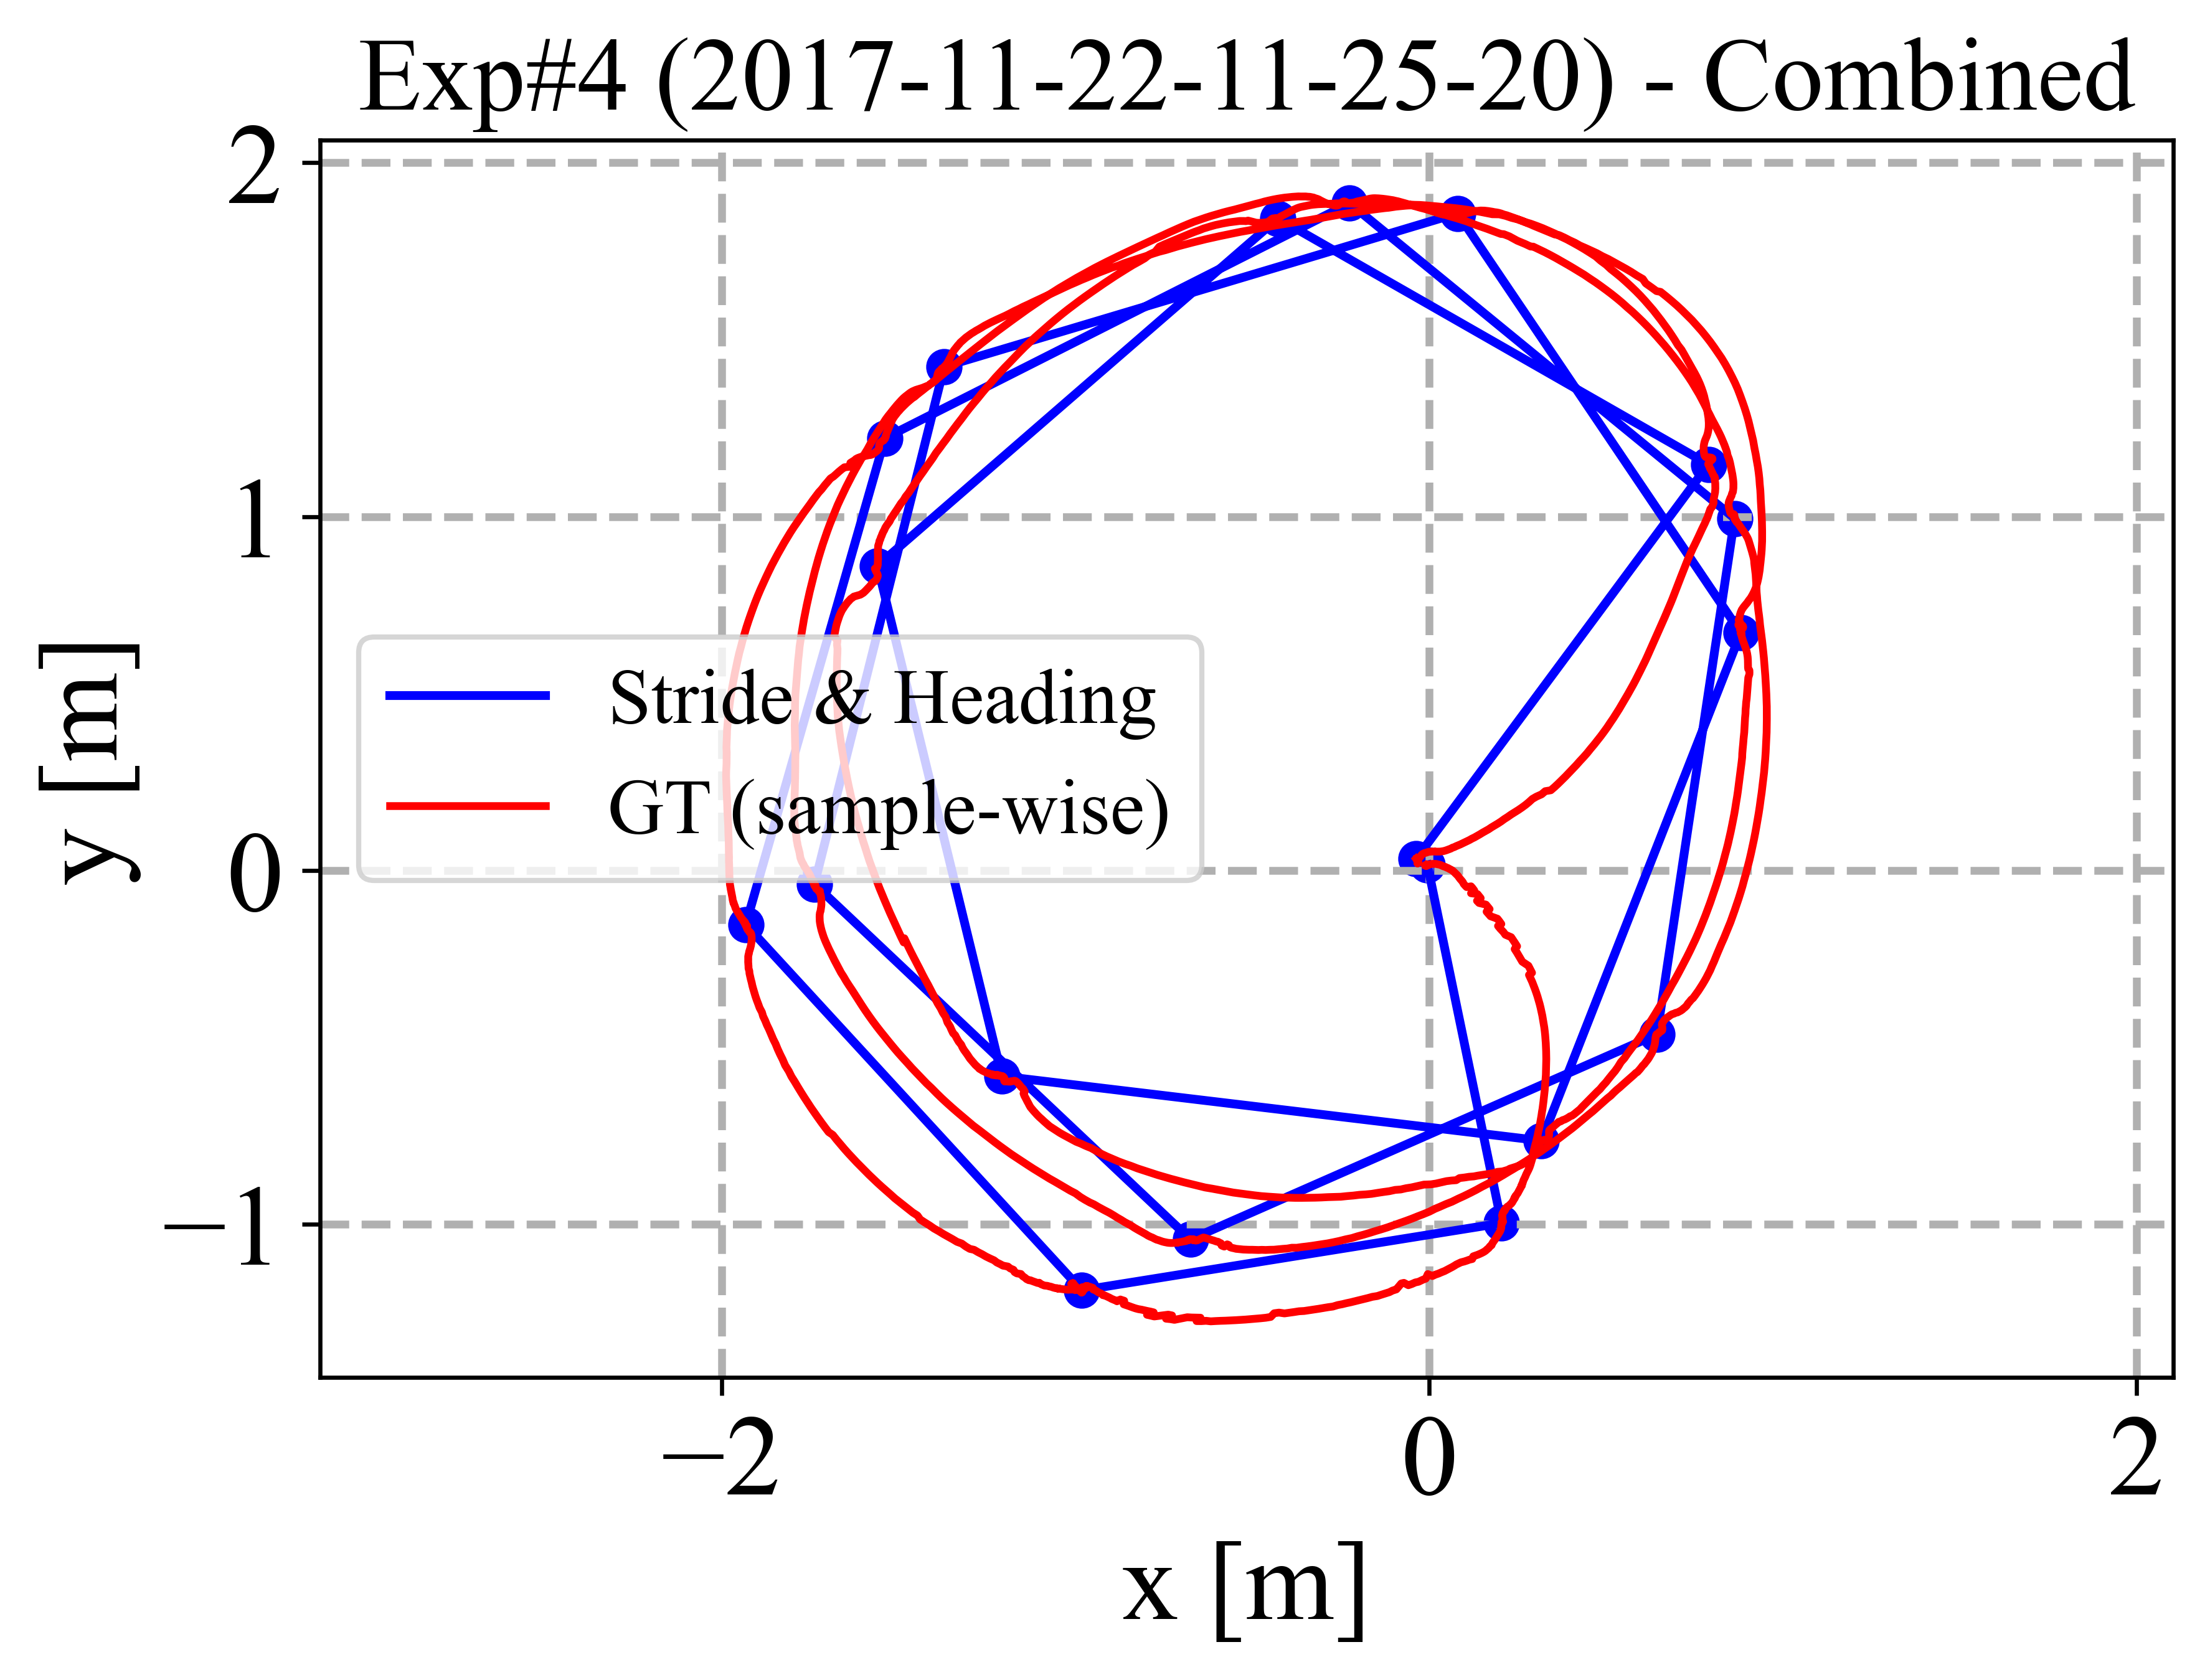 Exp#4 (2017-11-22-11-25-20) - Combined
2
1
0
−1
y [m]
Stride & Heading
GT (sample-wise)
−2
0
2
x [m]